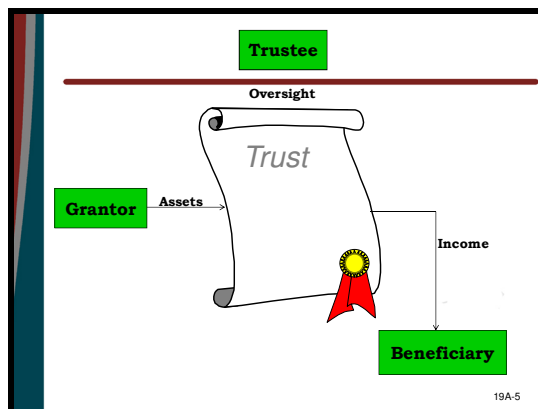 Trustee
Oversight
Trust
Grantor
Assets
Income
Beneficiary
19A-5